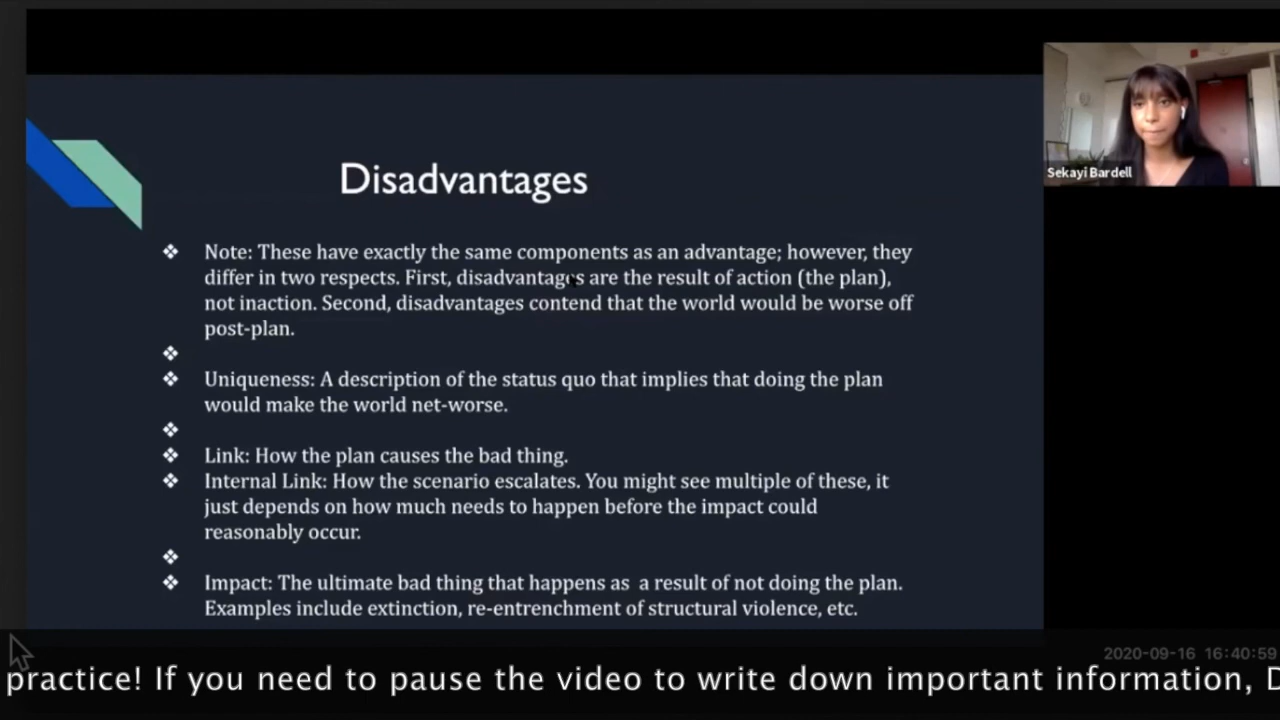 Disadvantages
❖ Note: These have exactly the same components as an advantage; however, they
differ in two respects. First, disadvantages are the result of action (the plan),
not inaction. Second, disadvantages contend that the world would be worse off
post-plan.
❖
❖ Uniqueness: A description of the status quo that implies that doing the plan
would make the world net-worse.
❖
❖ Link: How the plan causes the bad thing.
❖ Internal Link: How the scenario escalates. You might see multiple of these, it
just depends on how much needs to happen before the impact could
reasonably occur.
❖
❖ Impact: The ultimate bad thing that happens as  a result of not doing the plan.
Examples include extinction, re-entrenchment of structural violence, etc.
Sekayi Bardell
2020-09-16 16:40:59
practice! If you need to pause the video to write down important information,